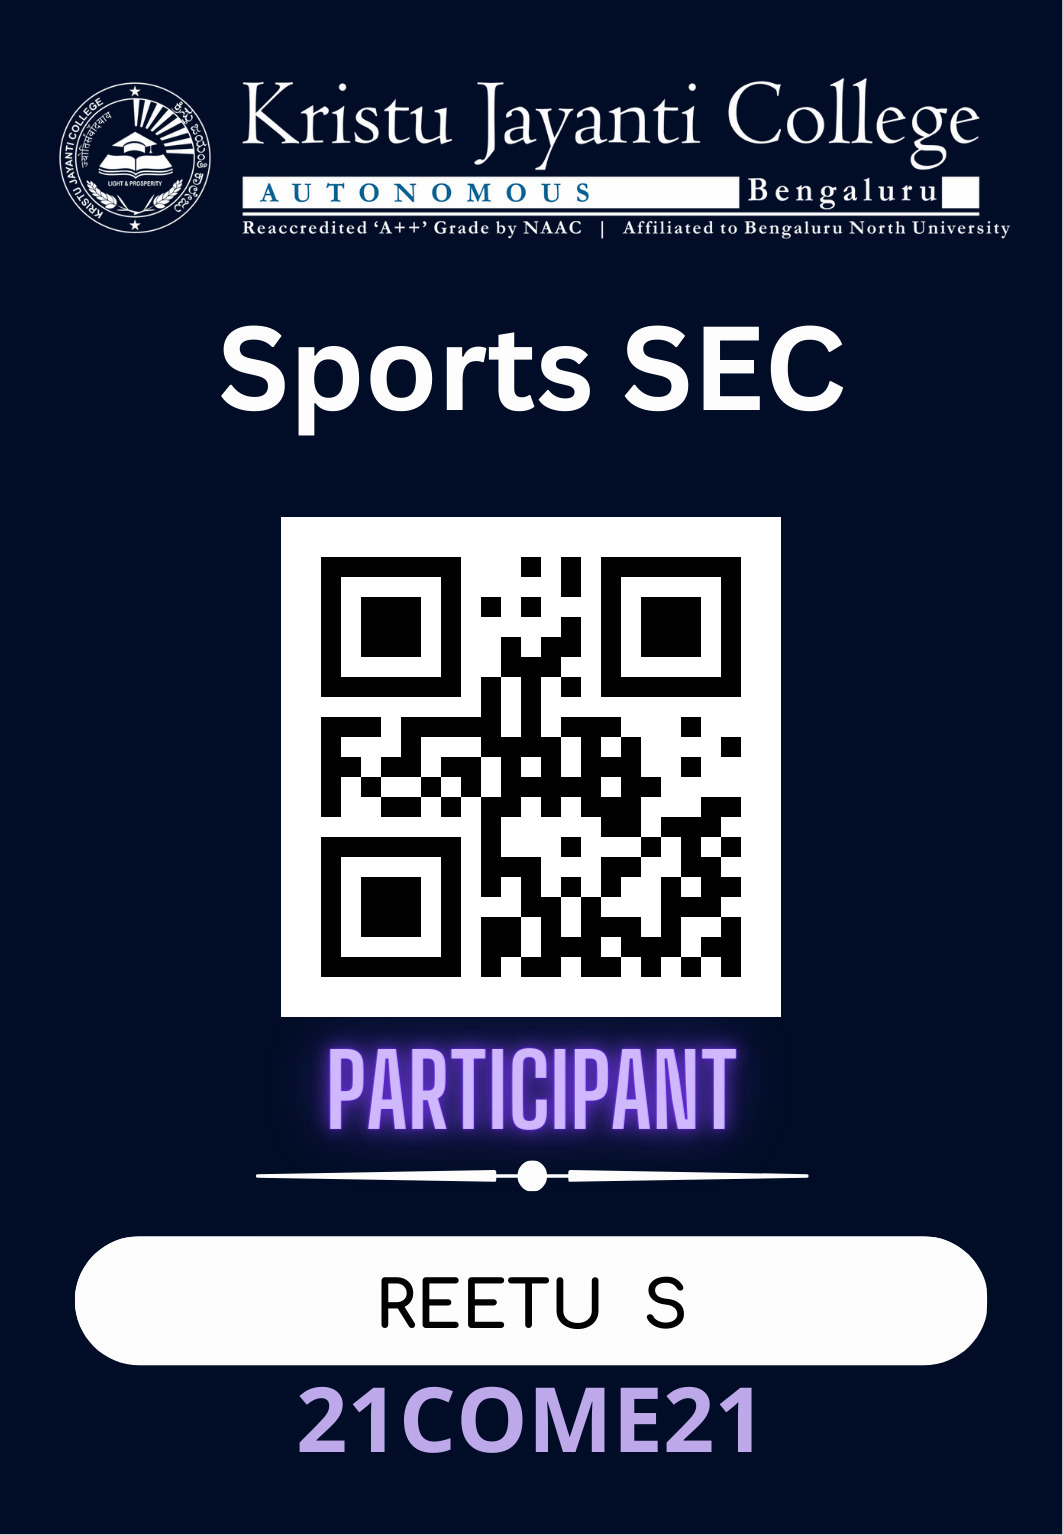 KRISTU JAYANTI COLLEGE
ಕ್ರಿಸ್ತು ಜಯಂತಿ ಕಾಲೇಜು
LIGHT & PROSPERITY
Kristu Jayanti College
AUTONOMOUS Bengaluru
Reaccredited ‘A++’ Grade by NAAC | Affiliated to Bengaluru North University
Sports SEC
PARTICIPANT
REETU S
21COME21